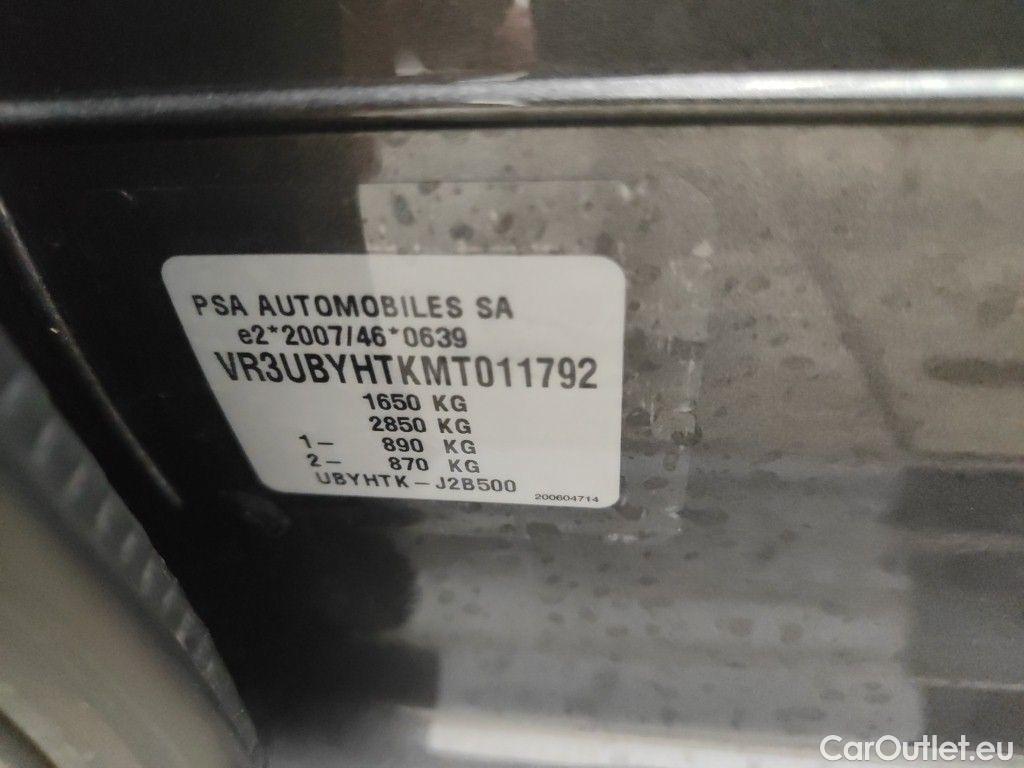 PSA AUTOMOBILES SA
e2*2007/46*0639
VR3UBYHTKMT011792
1650 KG
2850 KG
1- 890 KG
2- 870 KG
UBYHTK-J2B500
200604714
CarOutlet.eu